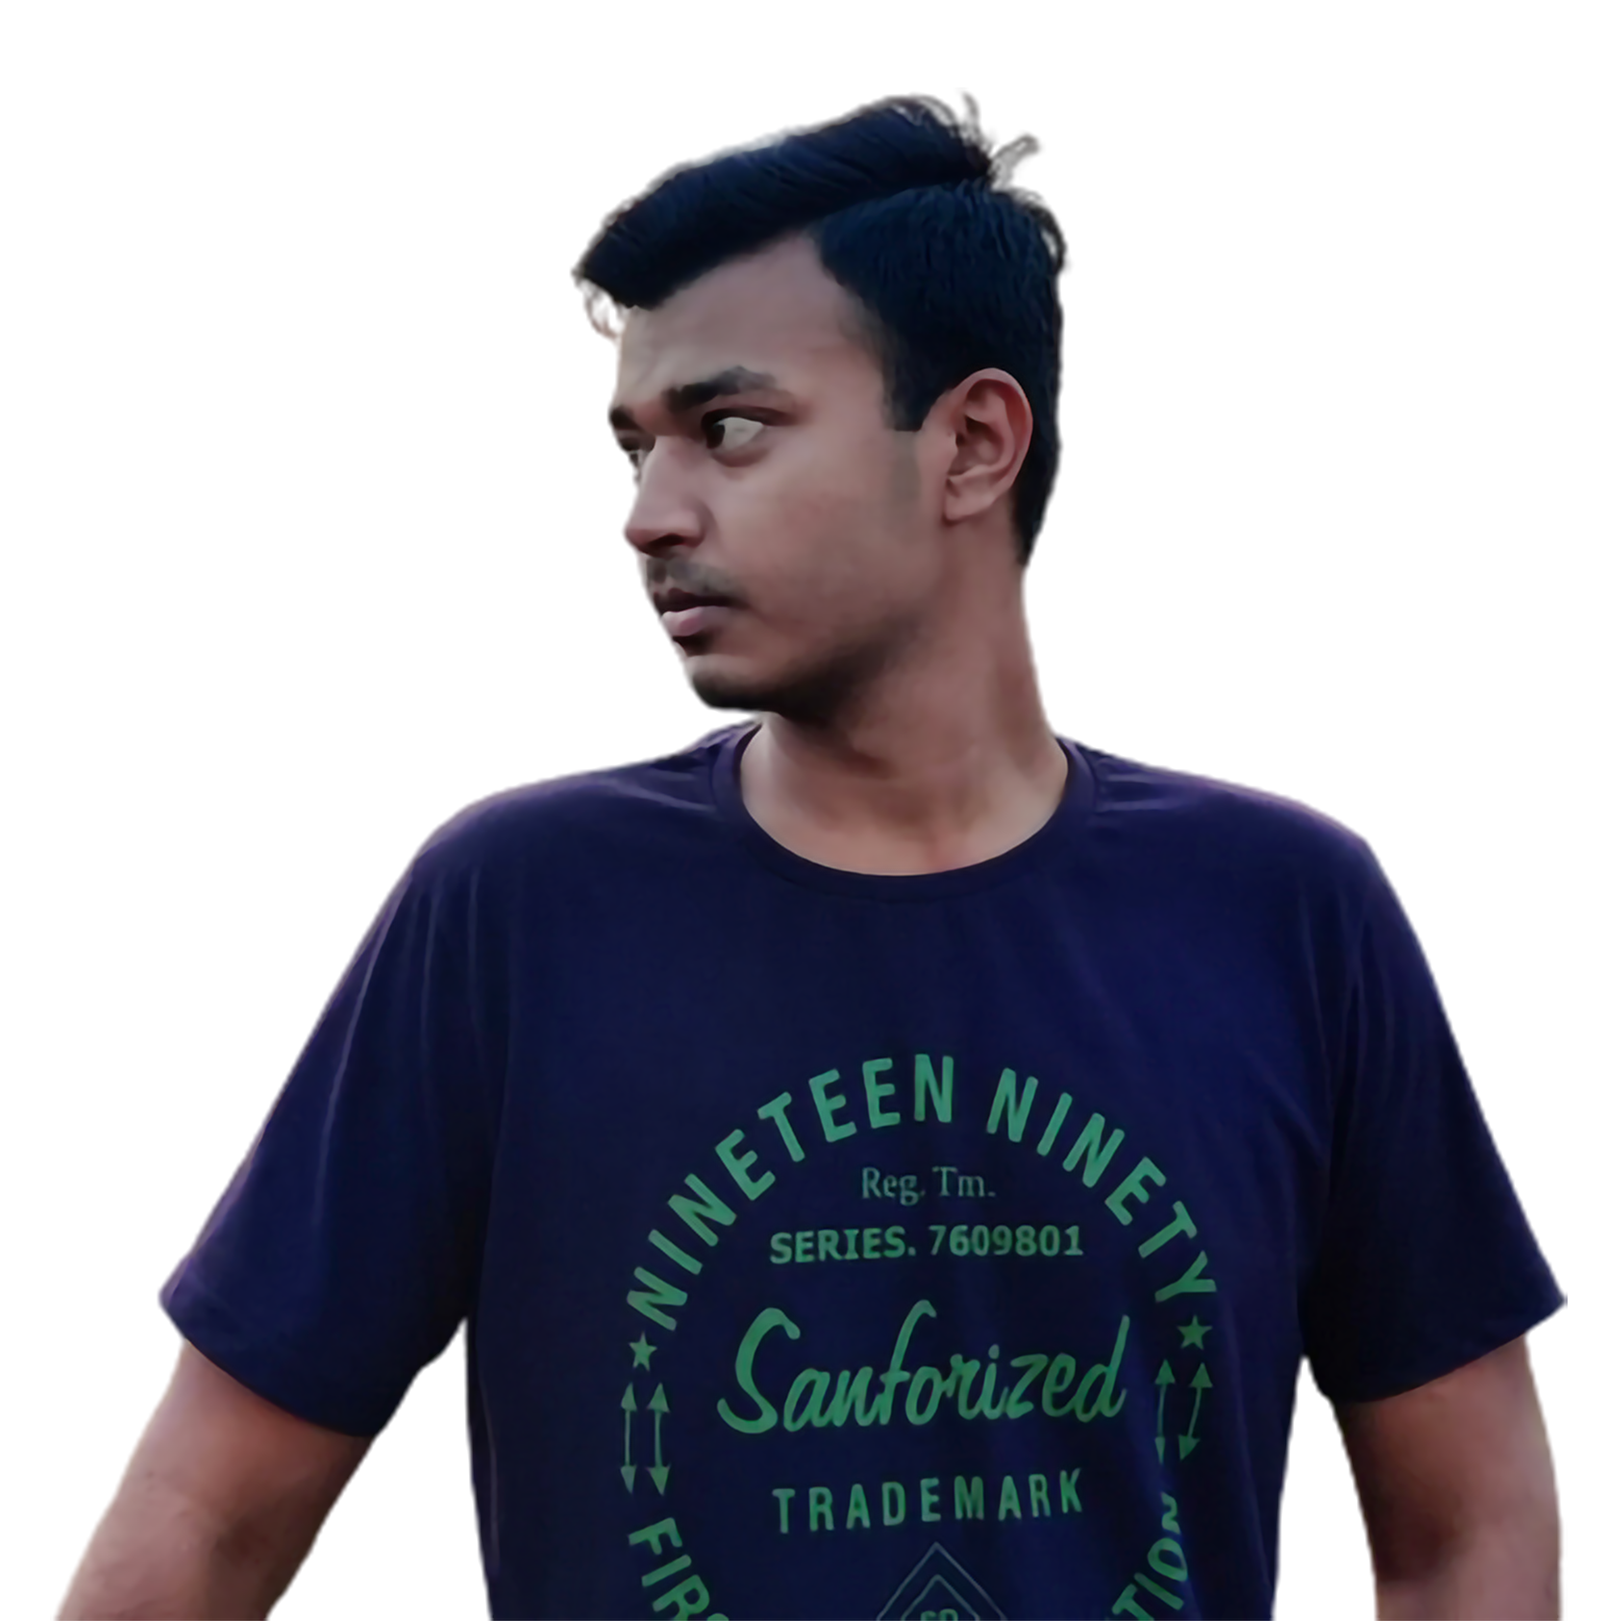 NINETEEN NINETY
Reg. Tm.
SERIES. 7609801
Sanforized
TRADEMARK